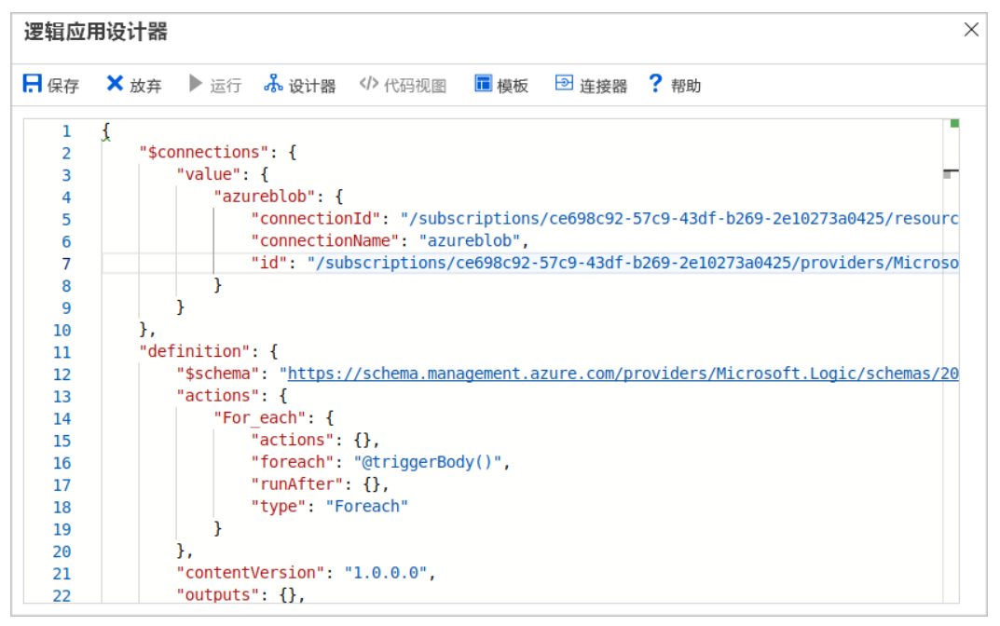 逻辑应用设计器
保存 放弃 运行 设计器 </> 代码视图 模板 连接器 ? 帮助
1 {
2 "$connections": {
3 "value": {
4 "azureblob": {
5 "connectionId": "/subscriptions/ce698c92-57c9-43df-b269-2e10273a0425/resourc
6 "connectionName": "azureblob",
7 "id": "/subscriptions/ce698c92-57c9-43df-b269-2e10273a0425/providers/Microso
8 }
9 }
10 },
11 "definition": {
12 "$schema": "https://schema.management.azure.com/providers/Microsoft.Logic/schemas/20
13 "actions": {
14 "For_each": {
15 "actions": {},
16 "foreach": "@triggerBody()",
17 "runAfter": {},
18 "type": "Foreach"
19 }
20 },
21 "contentVersion": "1.0.0.0",
22 "outputs": {},